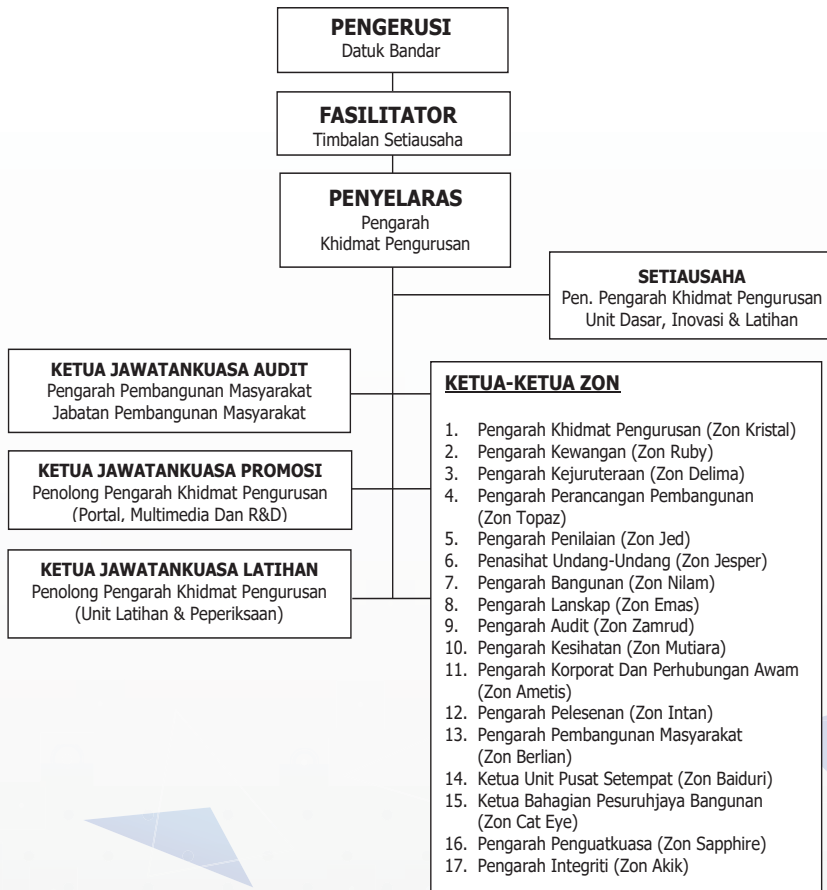 PENGERUSI
Datuk Bandar
FASILITATOR
Timbalan Setiausaha
PENYELARAS
Pengarah
Khidmat Pengurusan
SETIAUSAHA
Pen. Pengarah Khidmat Pengurusan
Unit Dasar, Inovasi & Latihan
KETUA JAWATANKUASA AUDIT
Pengarah Pembangunan Masyarakat
Jabatan Pembangunan Masyarakat
KETUA JAWATANKUASA PROMOSI
Penolong Pengarah Khidmat Pengurusan
(Portal, Multimedia Dan R&D)
KETUA JAWATANKUASA LATIHAN
Penolong Pengarah Khidmat Pengurusan
(Unit Latihan & Peperiksaan)
KETUA-KETUA ZON
1. Pengarah Khidmat Pengurusan (Zon Kristal)
2. Pengarah Kewangan (Zon Ruby)
3. Pengarah Kejuruteraan (Zon Delima)
4. Pengarah Perancangan Pembangunan
(Zon Topaz)
5. Pengarah Penilaian (Zon Jed)
6. Penasihat Undang-Undang (Zon Jesper)
7. Pengarah Bangunan (Zon Nilam)
8. Pengarah Lanskap (Zon Emas)
9. Pengarah Audit (Zon Zamrud)
10. Pengarah Kesihatan (Zon Mutiara)
11. Pengarah Korporat Dan Perhubungan Awam
(Zon Ametis)
12. Pengarah Pelesenan (Zon Intan)
13. Pengarah Pembangunan Masyarakat
(Zon Berlian)
14. Ketua Unit Pusat Setempat (Zon Baiduri)
15. Ketua Bahagian Pesuruhjaya Bangunan
(Zon Cat Eye)
16. Pengarah Penguatkuasa (Zon Sapphire)
17. Pengarah Integriti (Zon Akik)